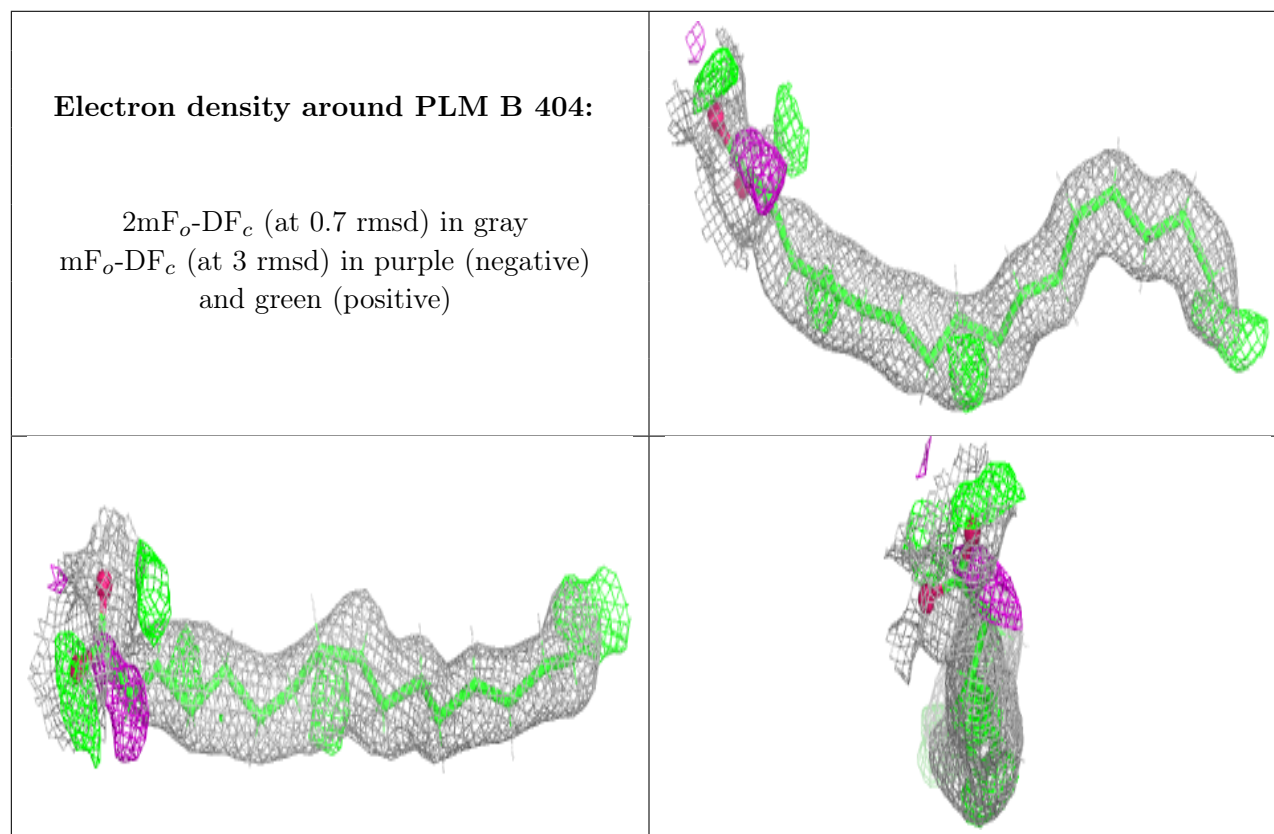 Electron density around PLM B 404:
2mFo-DFc (at 0.7 rmsd) in gray
mFo-DFc (at 3 rmsd) in purple (negative)
and green (positive)